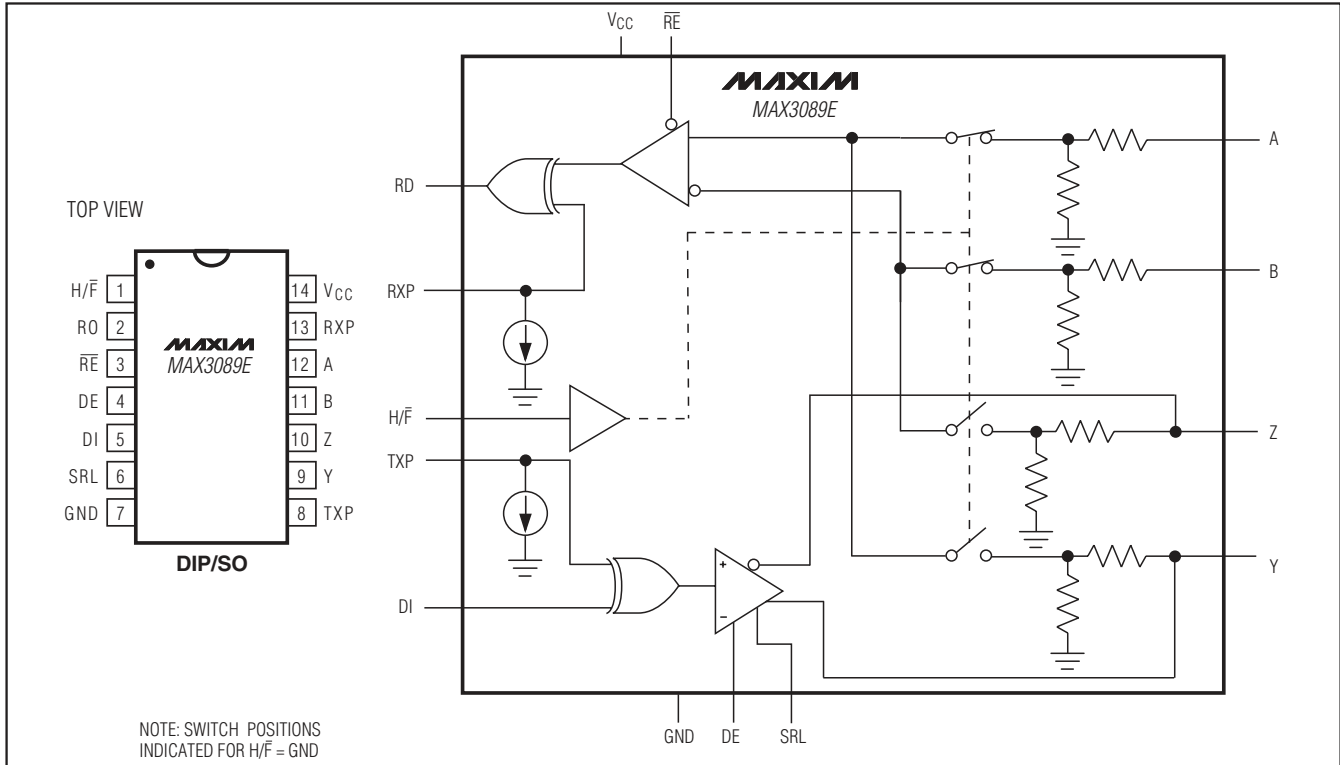 TOP VIEW
H/F̅ 1
RO 2
R̅E̅ 3
DE 4
DI 5
SRL 6
GND 7
14 VCC
13 RXP
12 A
11 B
10 Z
9 Y
8 TXP
MAXIM
MAX3089E
DIP/SO
VCC
R̅E̅
MAXIM
MAX3089E
RD
RXP
H/F̅
TXP
DI
+
−
A
B
Z
Y
GND
DE
SRL
NOTE: SWITCH POSITIONS
INDICATED FOR H/F̅ = GND